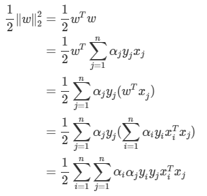 $\frac{1}{2}\|w\|_2^2 = \frac{1}{2}w^T w$
$= \frac{1}{2}w^T \sum_{j=1}^{n} \alpha_j y_j x_j$
$= \frac{1}{2}\sum_{j=1}^{n} \alpha_j y_j (w^T x_j)$
$= \frac{1}{2}\sum_{j=1}^{n} \alpha_j y_j (\sum_{i=1}^{n} \alpha_i y_i x_i^T x_j)$
$= \frac{1}{2}\sum_{i=1}^{n}\sum_{j=1}^{n} \alpha_i \alpha_j y_i y_j x_i^T x_j$